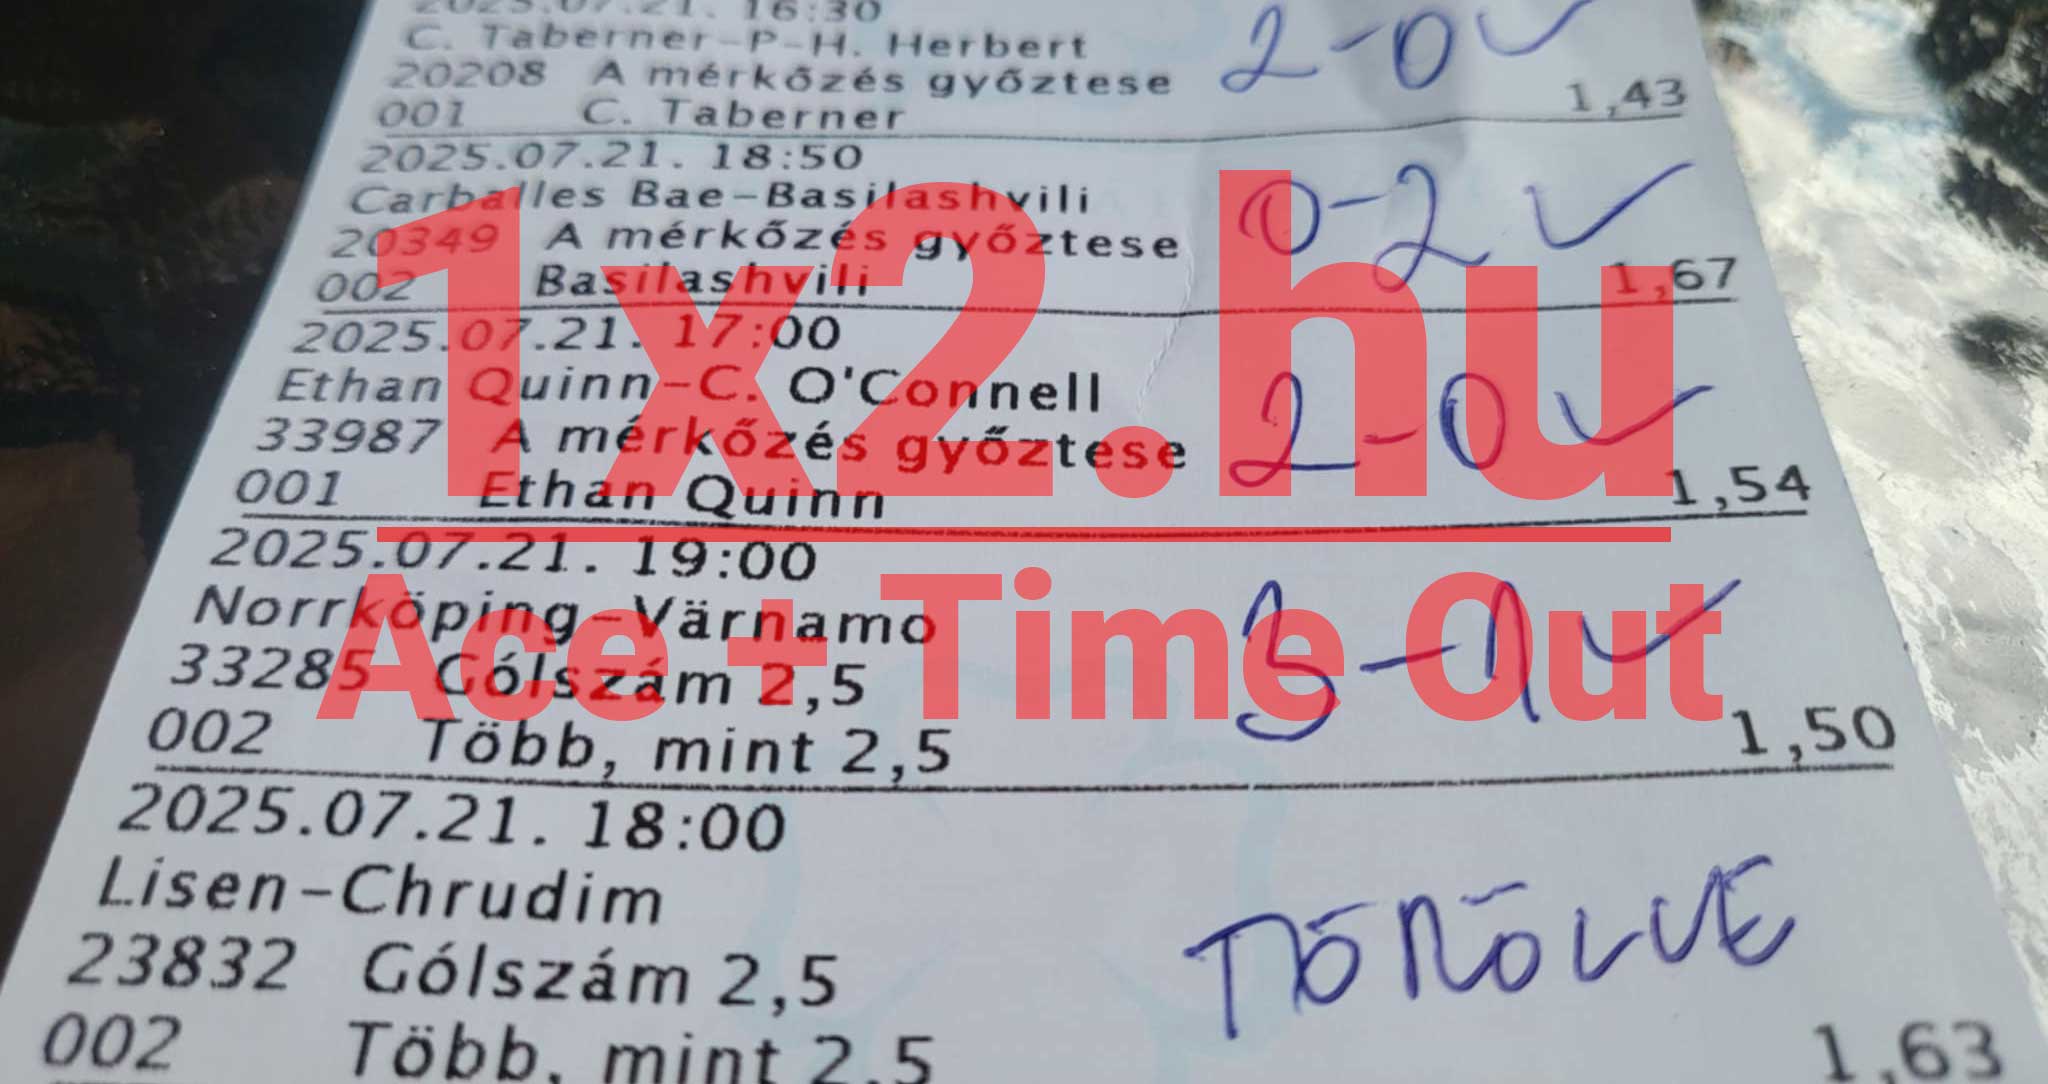 2025.07.21. 16:30
C. Taberner-P-H. Herbert 2-0
20208 A mérkőzés győztese
001 C. Taberner 1,43
2025.07.21. 18:50
Carballes Bae-Basilashvili 0-2
20349 A mérkőzés győztese
002 Basilashvili 1,67
2025.07.21. 17:00
Ethan Quinn-C. O'Connell 2-0
33987 A mérkőzés győztese
001 Ethan Quinn 1,54
2025.07.21. 19:00
Norrköping-Värnamo 3-1
33285 Gólszám 2,5
002 Több, mint 2,5 1,50
2025.07.21. 18:00
Lisen-Chrudim
23832 Gólszám 2,5 TÖRÖLVE
002 Több, mint 2,5 1,63
1x2.hu
Ace + Time Out